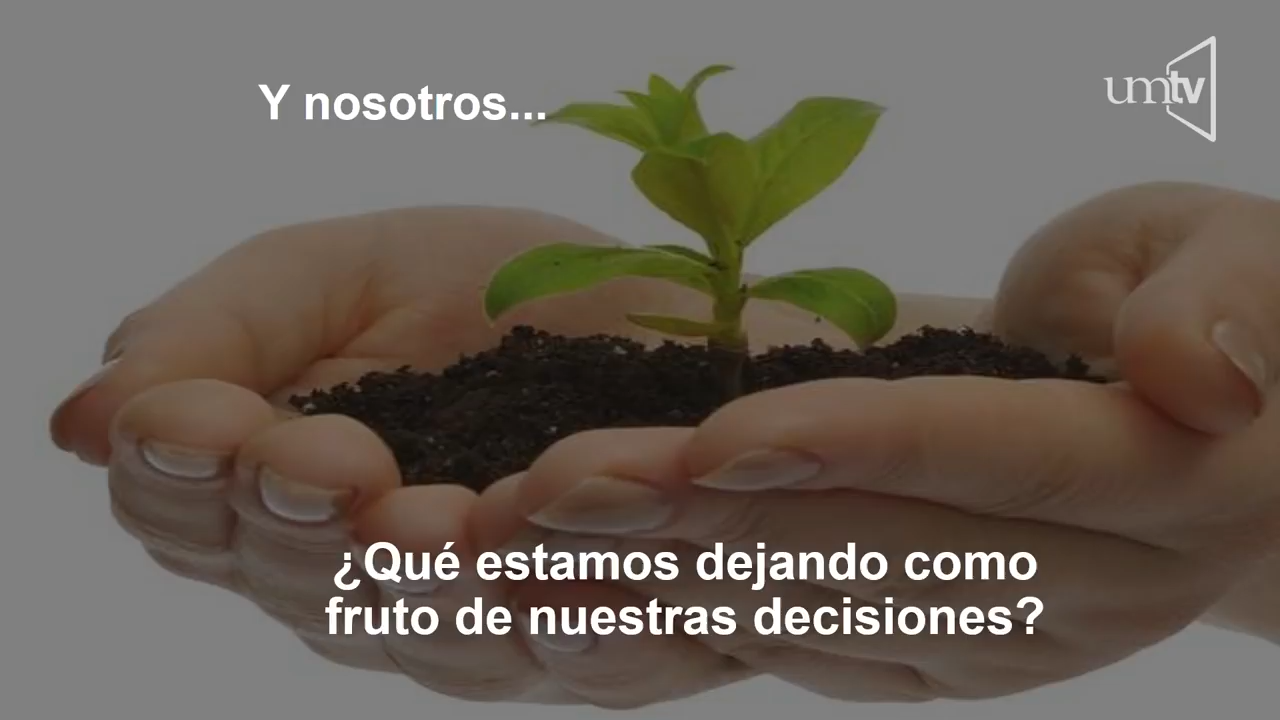 Y nosotros...
umtv
¿Qué estamos dejando como
fruto de nuestras decisiones?